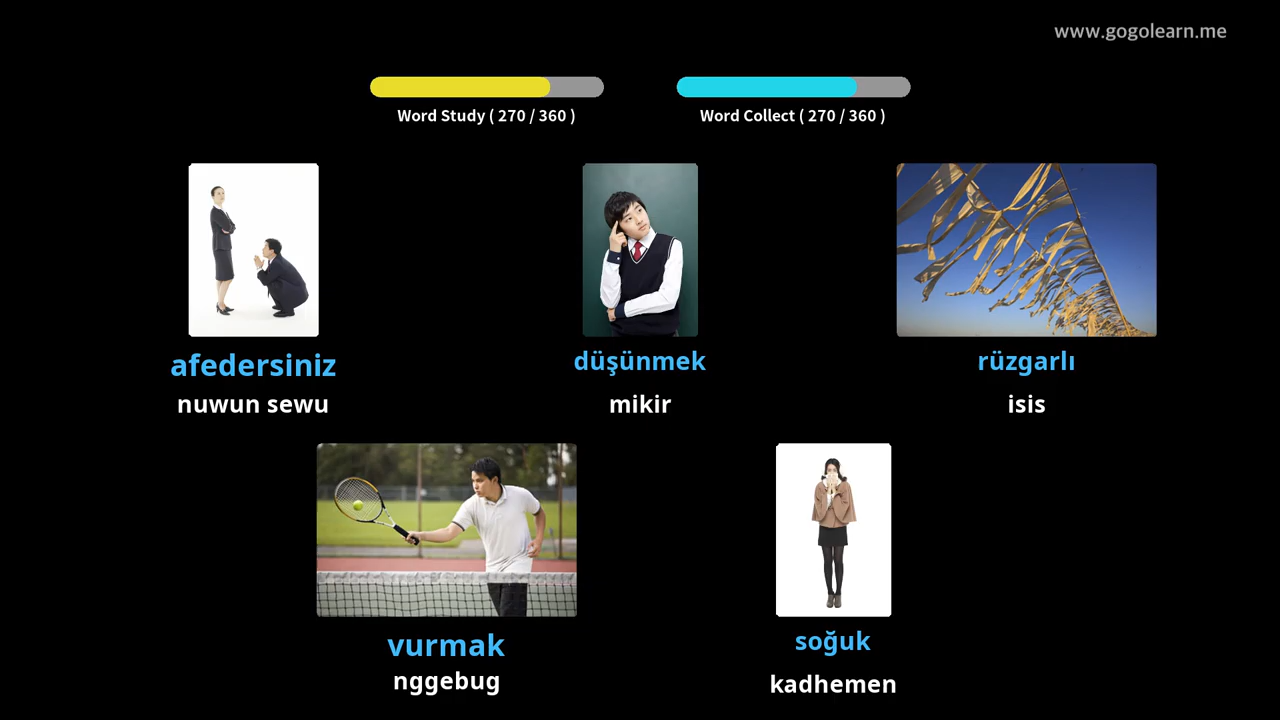 www.gogolearn.me
Word Study ( 270 / 360 )
Word Collect ( 270 / 360 )
afedersiniz
nuwun sewu
düşünmek
mikir
rüzgarlı
isis
vurmak
nggebug
soğuk
kadhemen